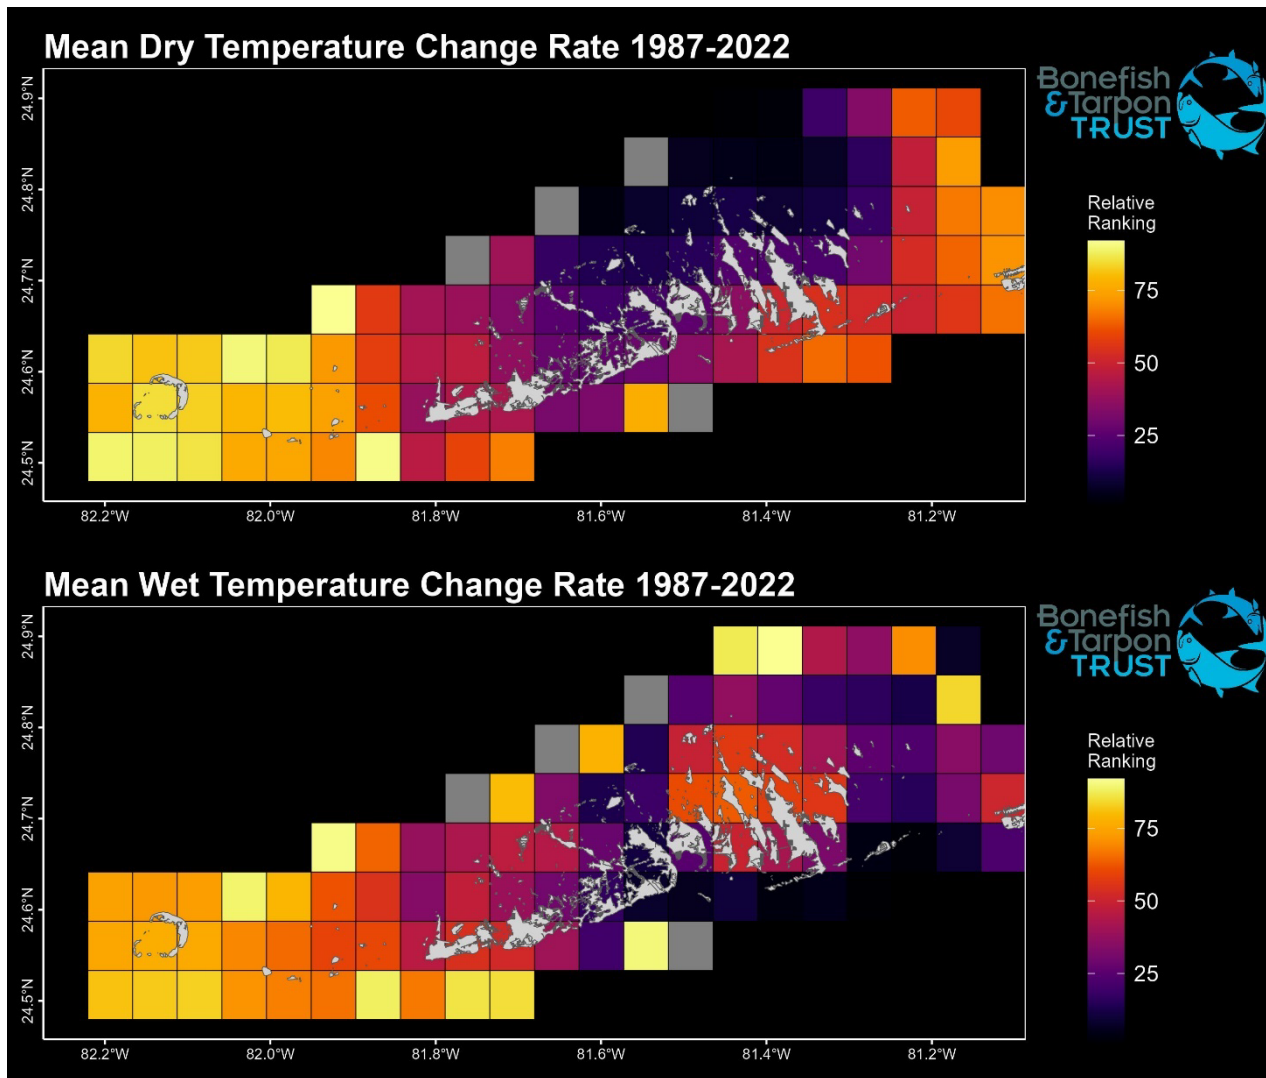 Mean Dry Temperature Change Rate 1987-2022
Bonefish
&Tarpon
TRUST
24.9°N
24.8°N
24.7°N
24.6°N
24.5°N
Relative
Ranking
75
50
25
82.2°W 82.0°W 81.8°W 81.6°W 81.4°W 81.2°W
Mean Wet Temperature Change Rate 1987-2022
Bonefish
&Tarpon
TRUST
24.9°N
24.8°N
24.7°N
24.6°N
24.5°N
Relative
Ranking
75
50
25
82.2°W 82.0°W 81.8°W 81.6°W 81.4°W 81.2°W